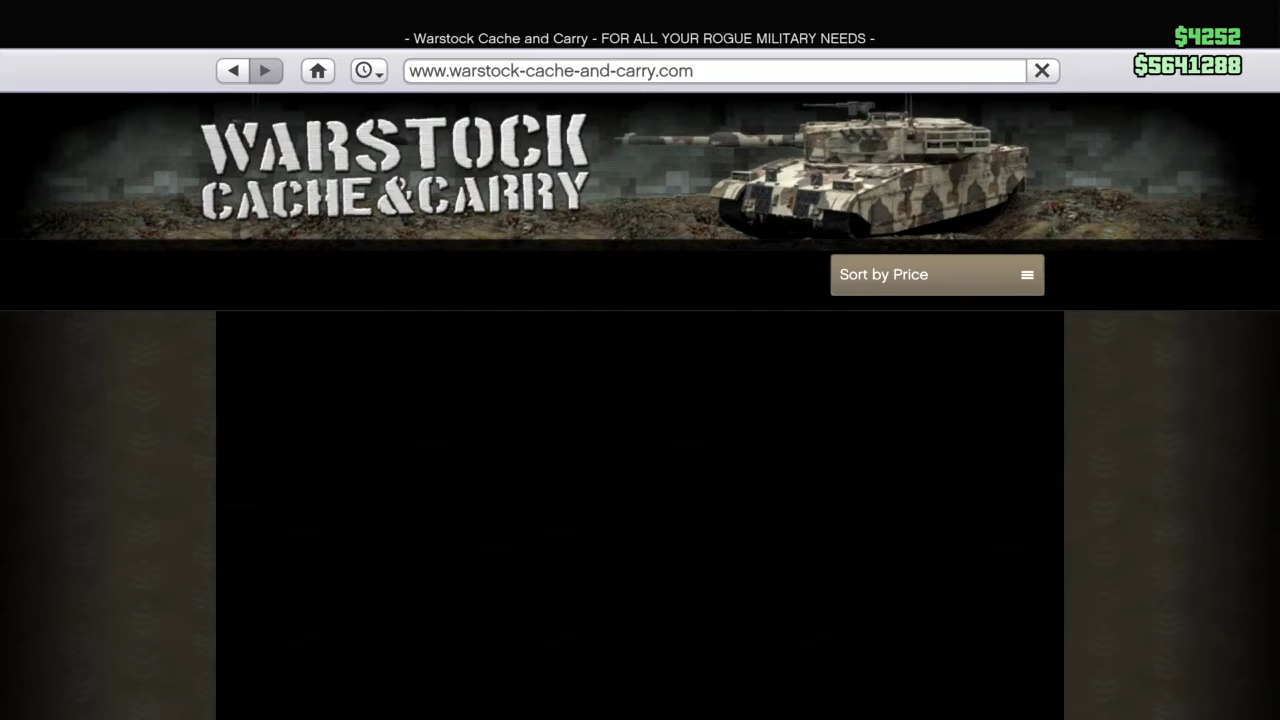 - Warstock Cache and Carry - FOR ALL YOUR ROGUE MILITARY NEEDS -
$4252
$5641288
www.warstock-cache-and-carry.com
WARSTOCK
CACHE&CARRY
Sort by Price